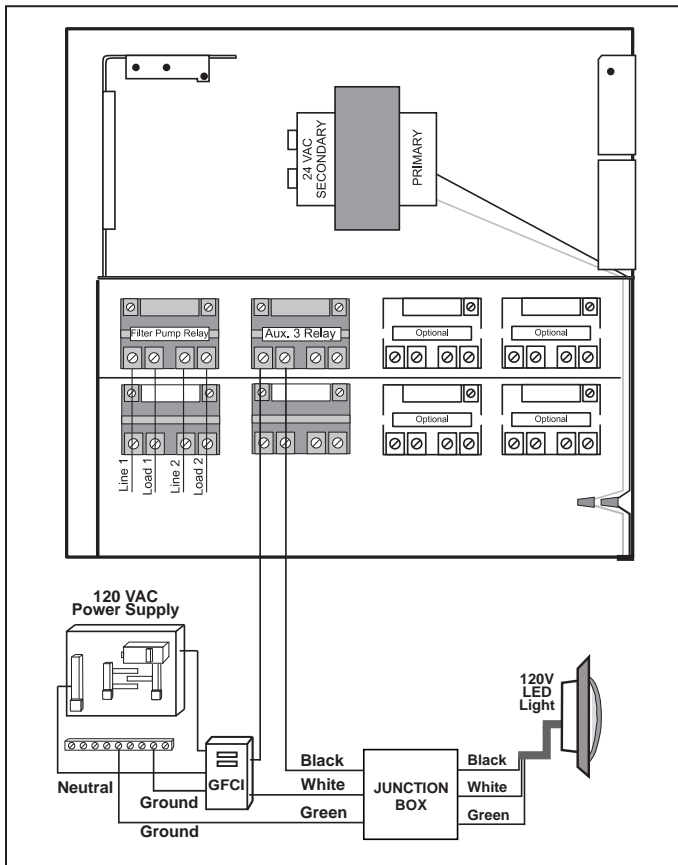 24 VAC
SECONDARY
PRIMARY
Filter Pump Relay
Aux. 3 Relay
Optional
Optional
Optional
Optional
Line 1
Load 1
Line 2
Load 2
120 VAC
Power Supply
120V
LED
Light
Neutral
Ground
Ground
GFCI
Black
White
Green
JUNCTION
BOX
Black
White
Green